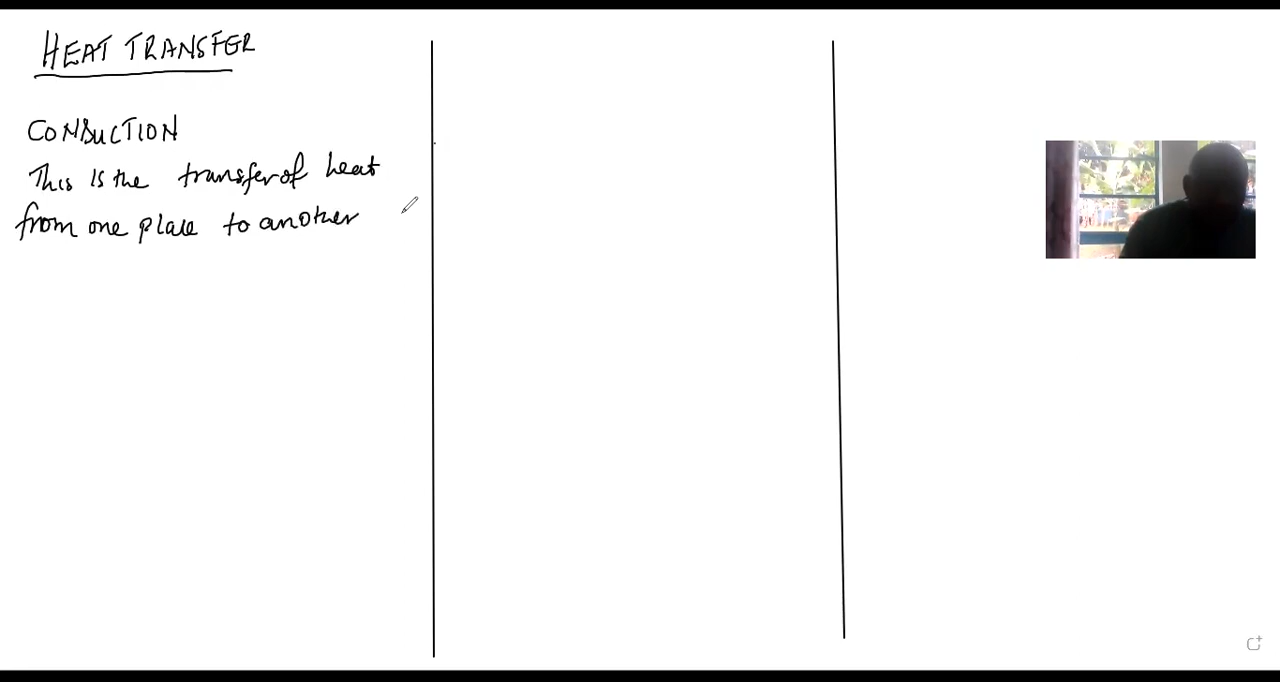 HEAT TRANSFER
CONDUCTION
This is the transfer of heat
from one place to another